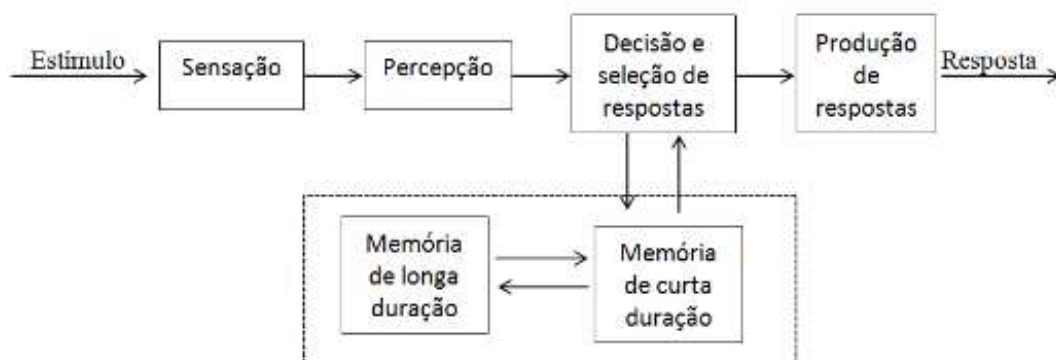 Estímulo
Sensação
Percepção
Decisão e
seleção de
respostas
Produção
de
respostas
Resposta
Memória
de longa
duração
Memória
de curta
duração